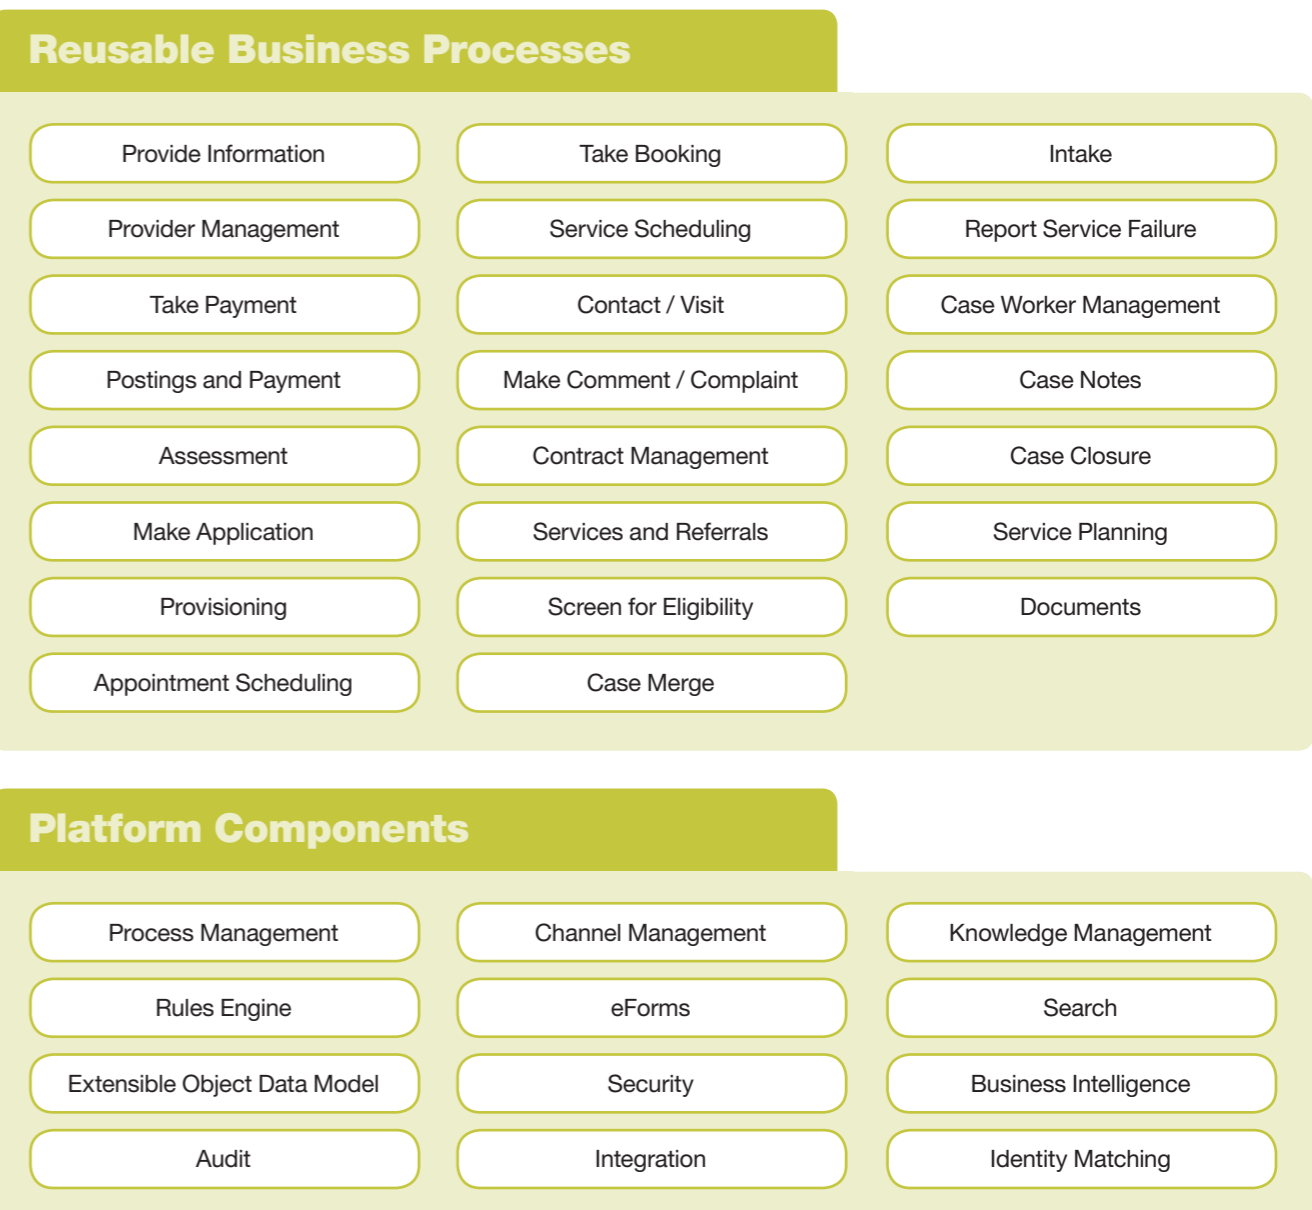 Reusable Business Processes
Provide Information
Take Booking
Intake
Provider Management
Service Scheduling
Report Service Failure
Take Payment
Contact / Visit
Case Worker Management
Postings and Payment
Make Comment / Complaint
Case Notes
Assessment
Contract Management
Case Closure
Make Application
Services and Referrals
Service Planning
Provisioning
Screen for Eligibility
Documents
Appointment Scheduling
Case Merge
Platform Components
Process Management
Channel Management
Knowledge Management
Rules Engine
eForms
Search
Extensible Object Data Model
Security
Business Intelligence
Audit
Integration
Identity Matching